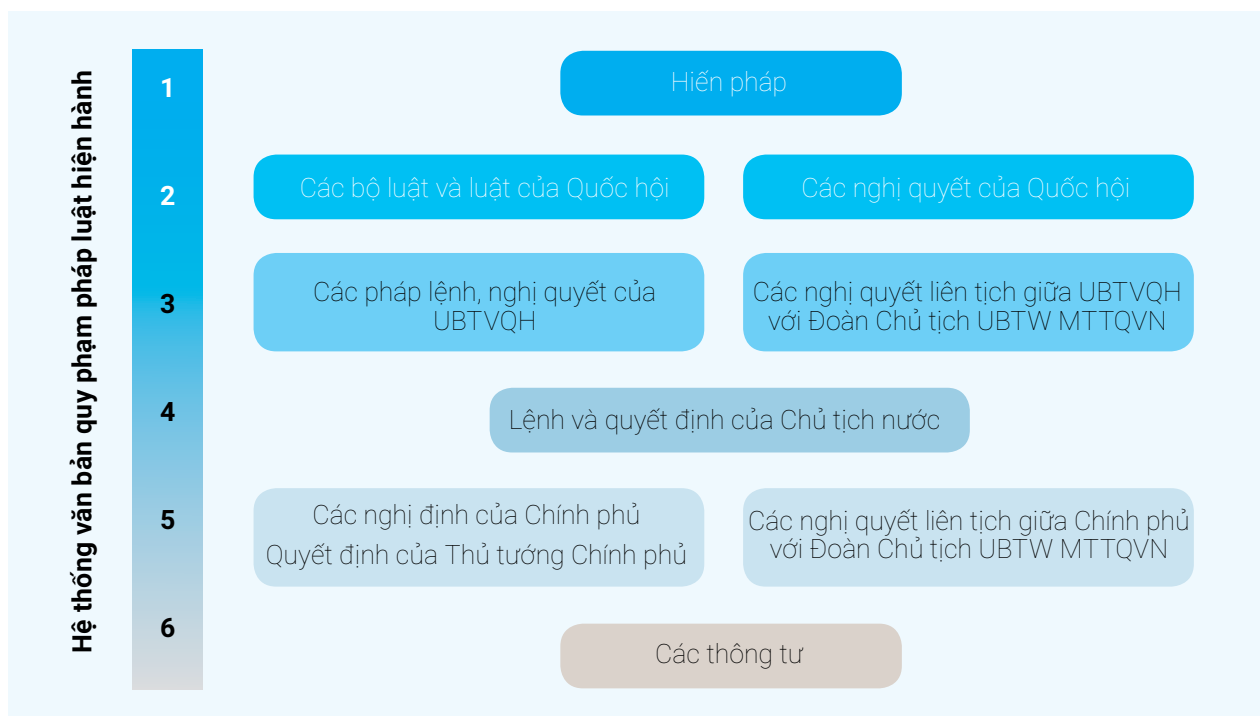 Hệ thống văn bản quy phạm pháp luật hiện hành
1
Hiến pháp
2
Các bộ luật và luật của Quốc hội
Các nghị quyết của Quốc hội
3
Các pháp lệnh, nghị quyết của
UBTVQH
Các nghị quyết liên tịch giữa UBTVQH
với Đoàn Chủ tịch UBTW MTTQVN
4
Lệnh và quyết định của Chủ tịch nước
5
Các nghị định của Chính phủ
Quyết định của Thủ tướng Chính phủ
Các nghị quyết liên tịch giữa Chính phủ
với Đoàn Chủ tịch UBTW MTTQVN
6
Các thông tư